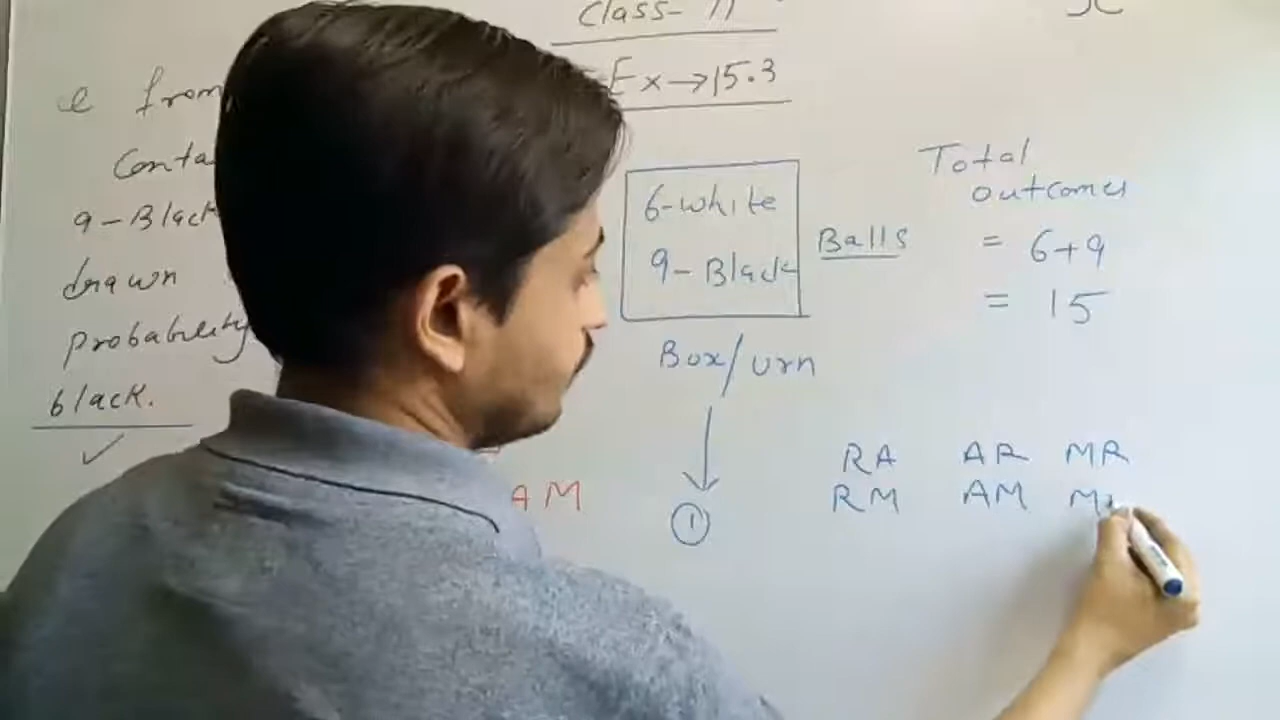 Class-11
Ex→15.3
from
Conta
9-Black
drawn
probability
black.
6-white
9-Black
Balls
Box/urn
1
AM
Total
outcomes
= 6+9
= 15
RA AR MR
RM AM M